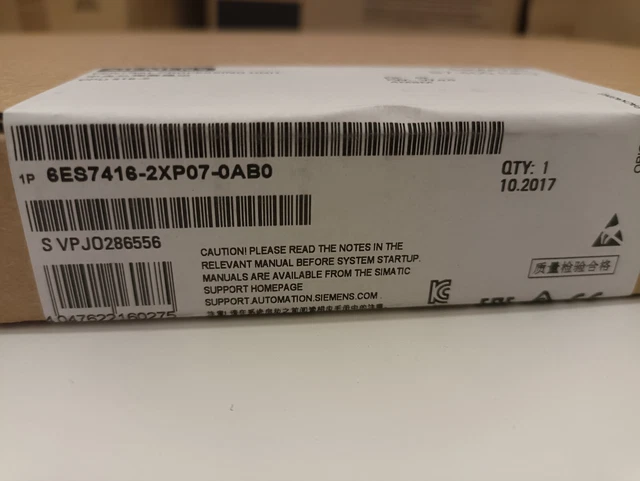 1P 6ES7416-2XP07-0AB0
QTY: 1
10.2017
S VPJ0286556
CAUTION! PLEASE READ THE NOTES IN THE
RELEVANT MANUAL BEFORE SYSTEM STARTUP.
MANUALS ARE AVAILABLE FROM THE SIMATIC
SUPPORT HOMEPAGE
SUPPORT.AUTOMATION.SIEMENS.COM .
质量检验合格
4047622160275